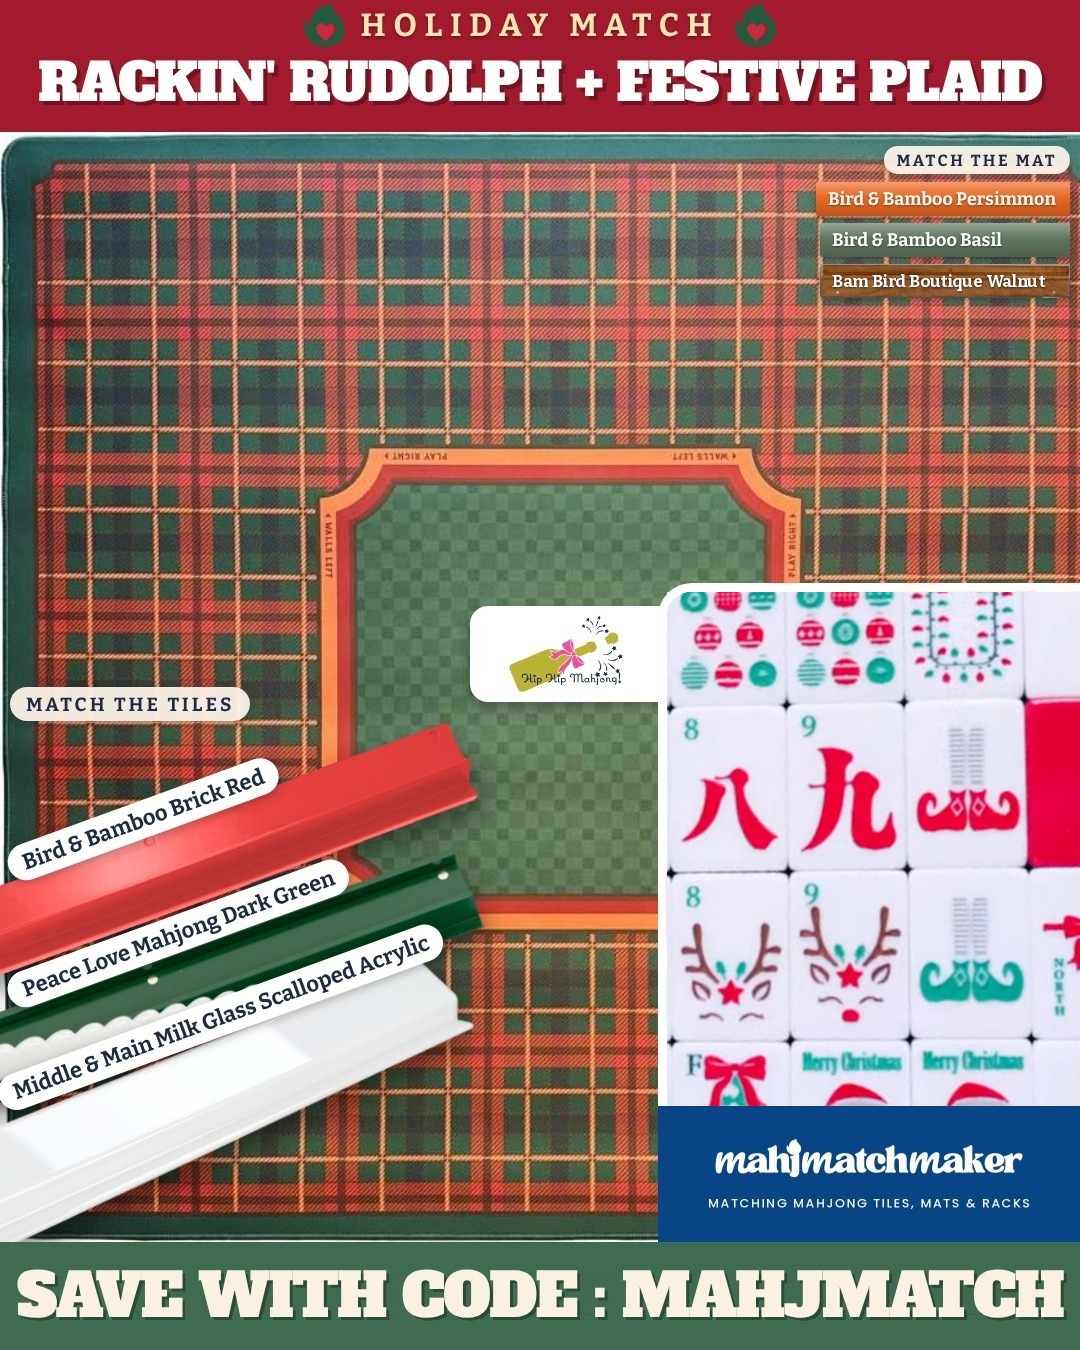 HOLIDAY MATCH
RACKIN' RUDOLPH + FESTIVE PLAID
MATCH THE MAT
Bird & Bamboo Persimmon
Bird & Bamboo Basil
Bam Bird Boutique Walnut
PLAY RIGHT
WALLS LEFT
WALLS LEFT
PLAY RIGHT
Hip Hip Mahjong!
MATCH THE TILES
Bird & Bamboo Brick Red
Peace Love Mahjong Dark Green
Middle & Main Milk Glass Scalloped Acrylic
8
八
9
九
8
9
NORTH
F
Merry Christmas
Merry Christmas
mahjmatchmaker
MATCHING MAHJONG TILES, MATS & RACKS
SAVE WITH CODE : MAHJMATCH